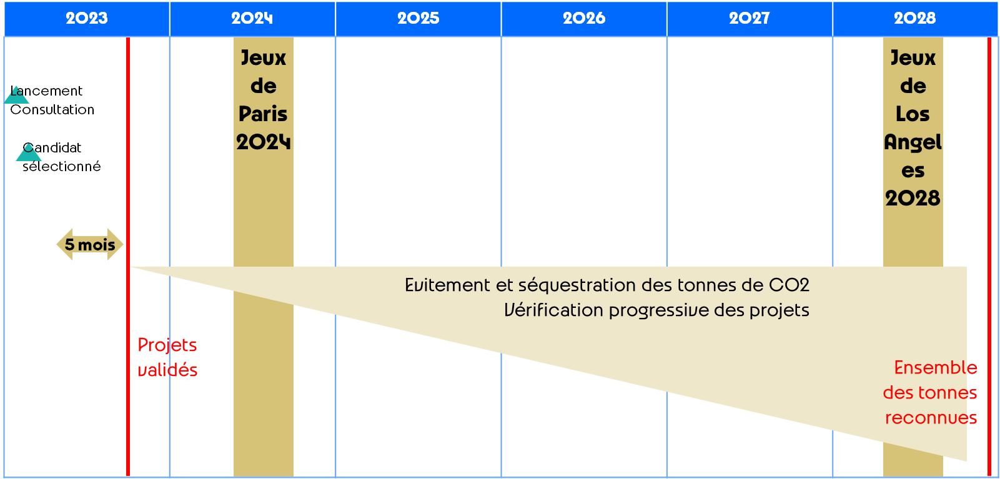 2023
2024
2025
2026
2027
2028
Lancement
Consultation
Candidat
sélectionné
5 mois
Projets
validés
Jeux
de
Paris
2024
Evitement et séquestration des tonnes de CO2
Vérification progressive des projets
Jeux
de
Los
Angel
es
2028
Ensemble
des tonnes
reconnues